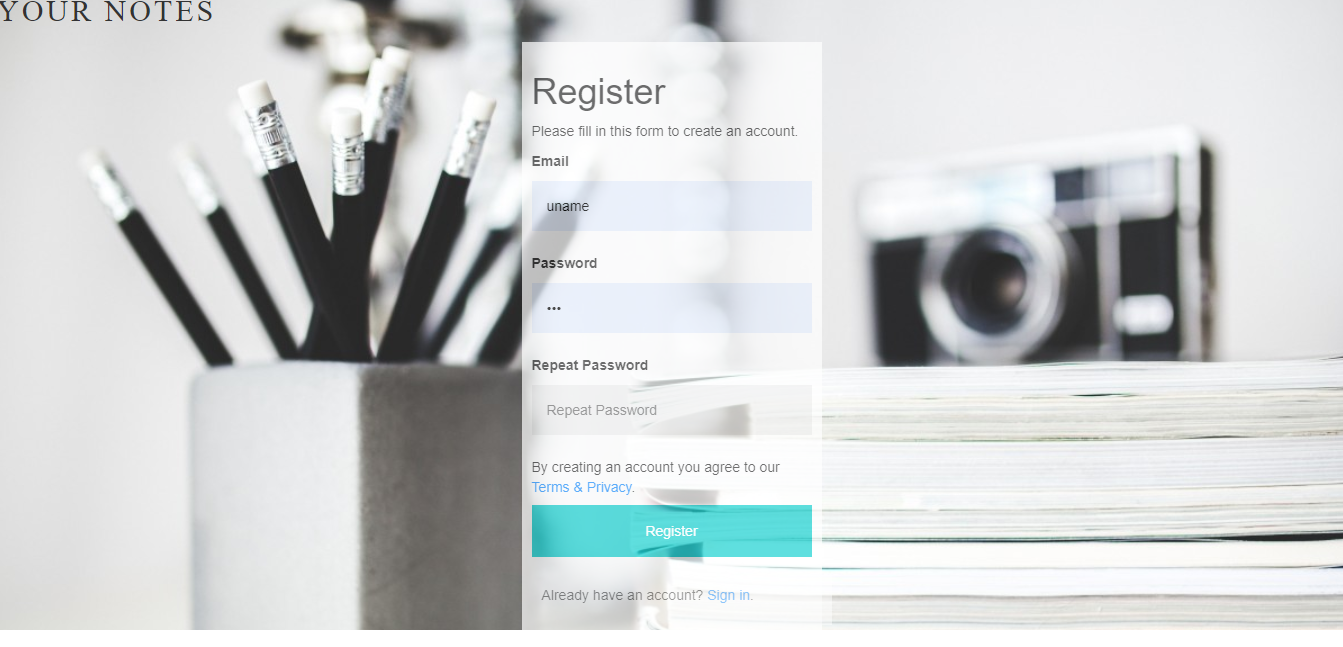 YOUR NOTES
Register
Please fill in this form to create an account.
Email
uname
Password
•••
Repeat Password
Repeat Password
By creating an account you agree to our
Terms & Privacy.
Register
Already have an account? Sign in.